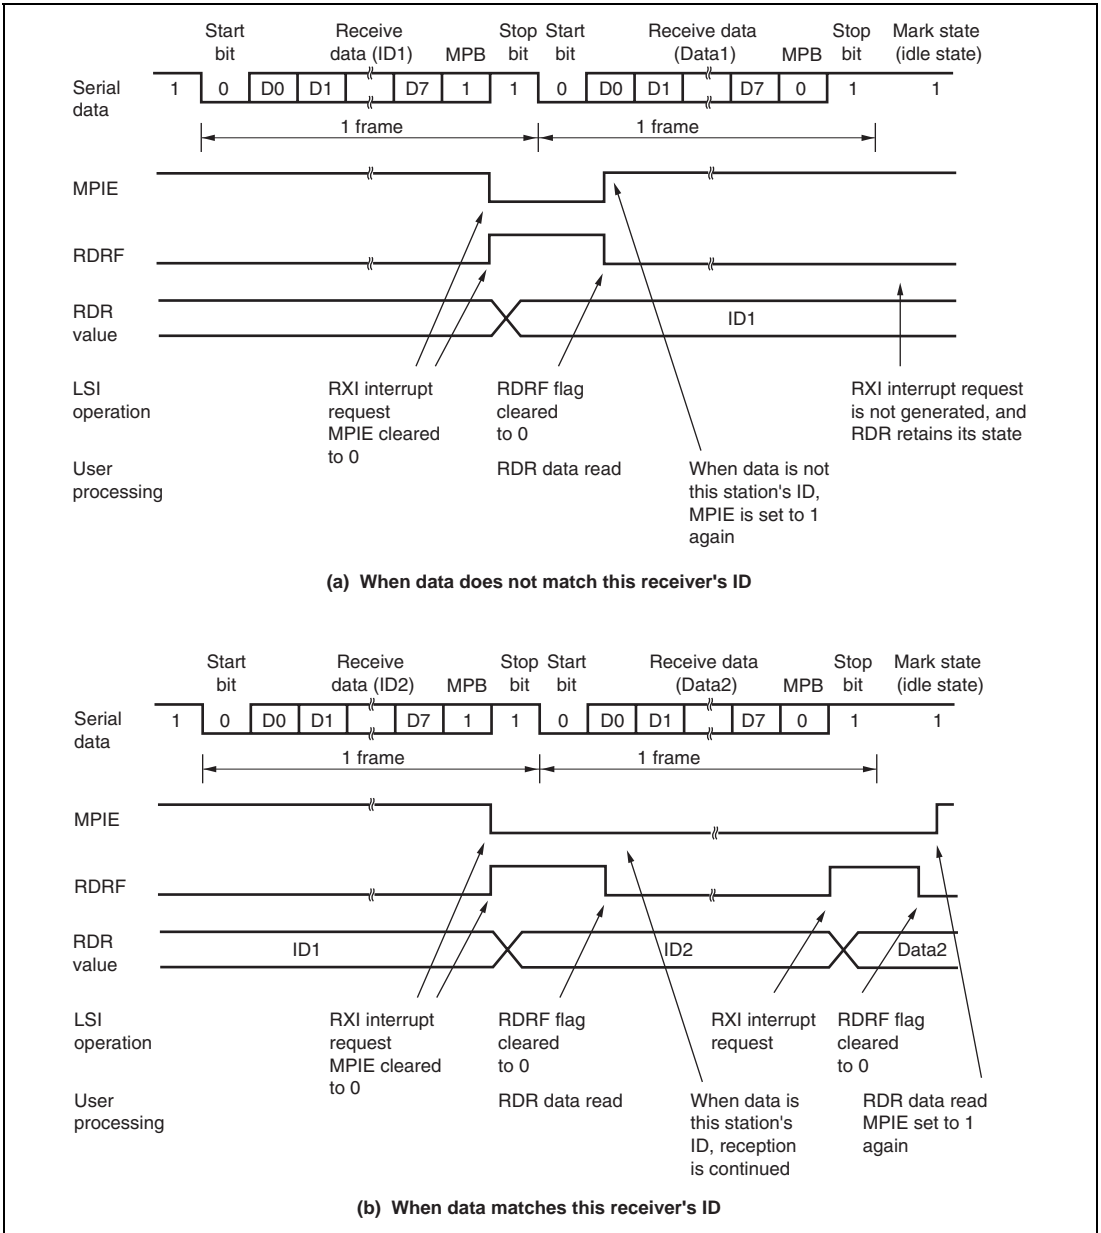 Start Receive Stop Start Receive data Stop Mark state
bit data (ID1) MPB bit bit (Data1) MPB bit (idle state)
Serial data 1 0 D0 D1 D7 1 1 0 D0 D1 D7 0 1 1
1 frame 1 frame
MPIE
RDRF
RDR value ID1
LSI operation
RXI interrupt
request
MPIE cleared
to 0
RDRF flag
cleared
to 0
RXI interrupt request
is not generated, and
RDR retains its state
User processing
RDR data read
When data is not
this station's ID,
MPIE is set to 1
again
(a) When data does not match this receiver's ID
Start Receive Stop Start Receive data Stop Mark state
bit data (ID2) MPB bit bit (Data2) MPB bit (idle state)
Serial data 1 0 D0 D1 D7 1 1 0 D0 D1 D7 0 1 1
1 frame 1 frame
MPIE
RDRF
RDR value ID1 ID2 Data2
LSI operation
RXI interrupt
request
MPIE cleared
to 0
RDRF flag
cleared
to 0
RXI interrupt
request
RDRF flag
cleared
to 0
User processing
RDR data read
When data is
this station's
ID, reception
is continued
RDR data read
MPIE set to 1
again
(b) When data matches this receiver's ID